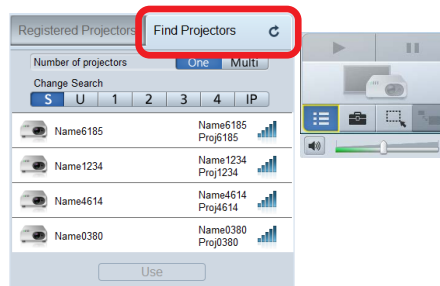 Registered Projectors Find Projectors
Number of projectors One Multi
Change Search
S U 1 2 3 4 IP
Name6185 Name6185
Proj6185
Name1234 Name1234
Proj1234
Name4614 Name4614
Proj4614
Name0380 Name0380
Proj0380
Use